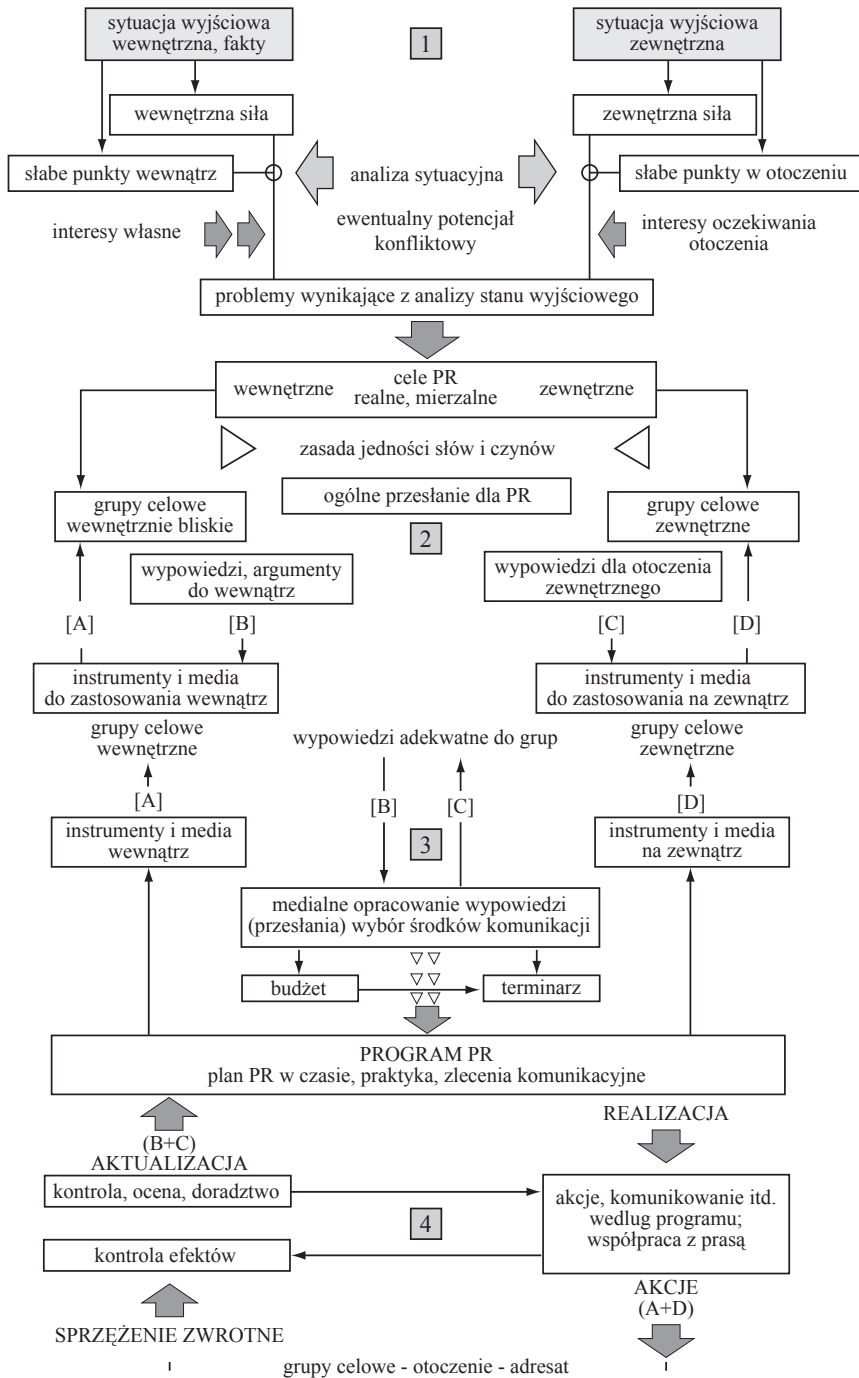 sytuacja wyjściowa
wewnętrzna, fakty
1
sytuacja wyjściowa
zewnętrzna
wewnętrzna siła
zewnętrzna siła
słabe punkty wewnątrz
analiza sytuacyjna
słabe punkty w otoczeniu
interesy własne
ewentualny potencjał
konfliktowy
interesy oczekiwania
otoczenia
problemy wynikające z analizy stanu wyjściowego
wewnętrzne
cele PR
realne, mierzalne
zewnętrzne
zasada jedności słów i czynów
grupy celowe
wewnętrznie bliskie
ogólne przesłanie dla PR
grupy celowe
zewnętrzne
2
wypowiedzi, argumenty
do wewnątrz
wypowiedzi dla otoczenia
zewnętrznego
[A]
[B]
[C]
[D]
instrumenty i media
do zastosowania wewnątrz
instrumenty i media
do zastosowania na zewnątrz
grupy celowe
wewnętrzne
wypowiedzi adekwatne do grup
grupy celowe
zewnętrzne
[A]
[B]
[C]
[D]
instrumenty i media
wewnątrz
3
instrumenty i media
na zewnątrz
medialne opracowanie wypowiedzi
(przesłania) wybór środków komunikacji
budżet
terminarz
PROGRAM PR
plan PR w czasie, praktyka, zlecenia komunikacyjne
(B+C)
AKTUALIZACJA
REALIZACJA
kontrola, ocena, doradztwo
akcje, komunikowanie itd.
wedlug programu;
współpraca z prasą
4
kontrola efektów
AKCJE
(A+D)
SPRZĘŻENIE ZWROTNE
grupy celowe - otoczenie - adresat